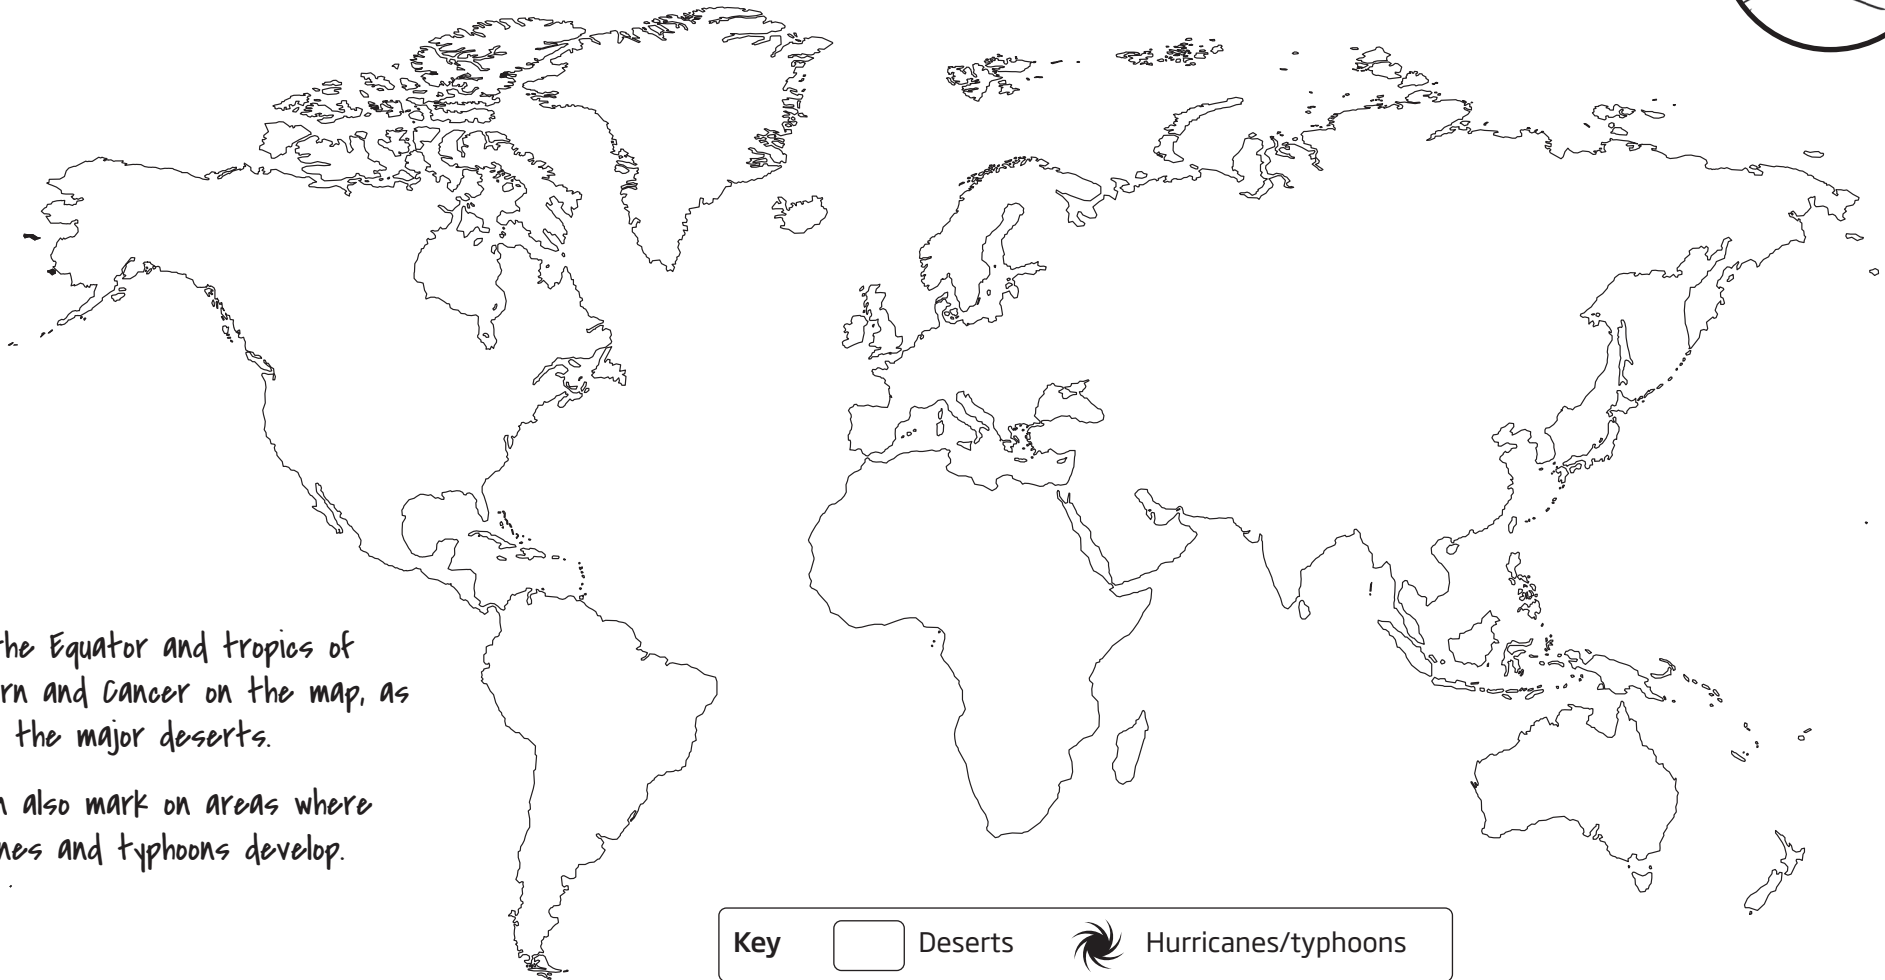 the Equator and tropics of
rn and Cancer on the map, as
the major deserts.
also mark on areas where
nes and typhoons develop.
Key Deserts Hurricanes/typhoons